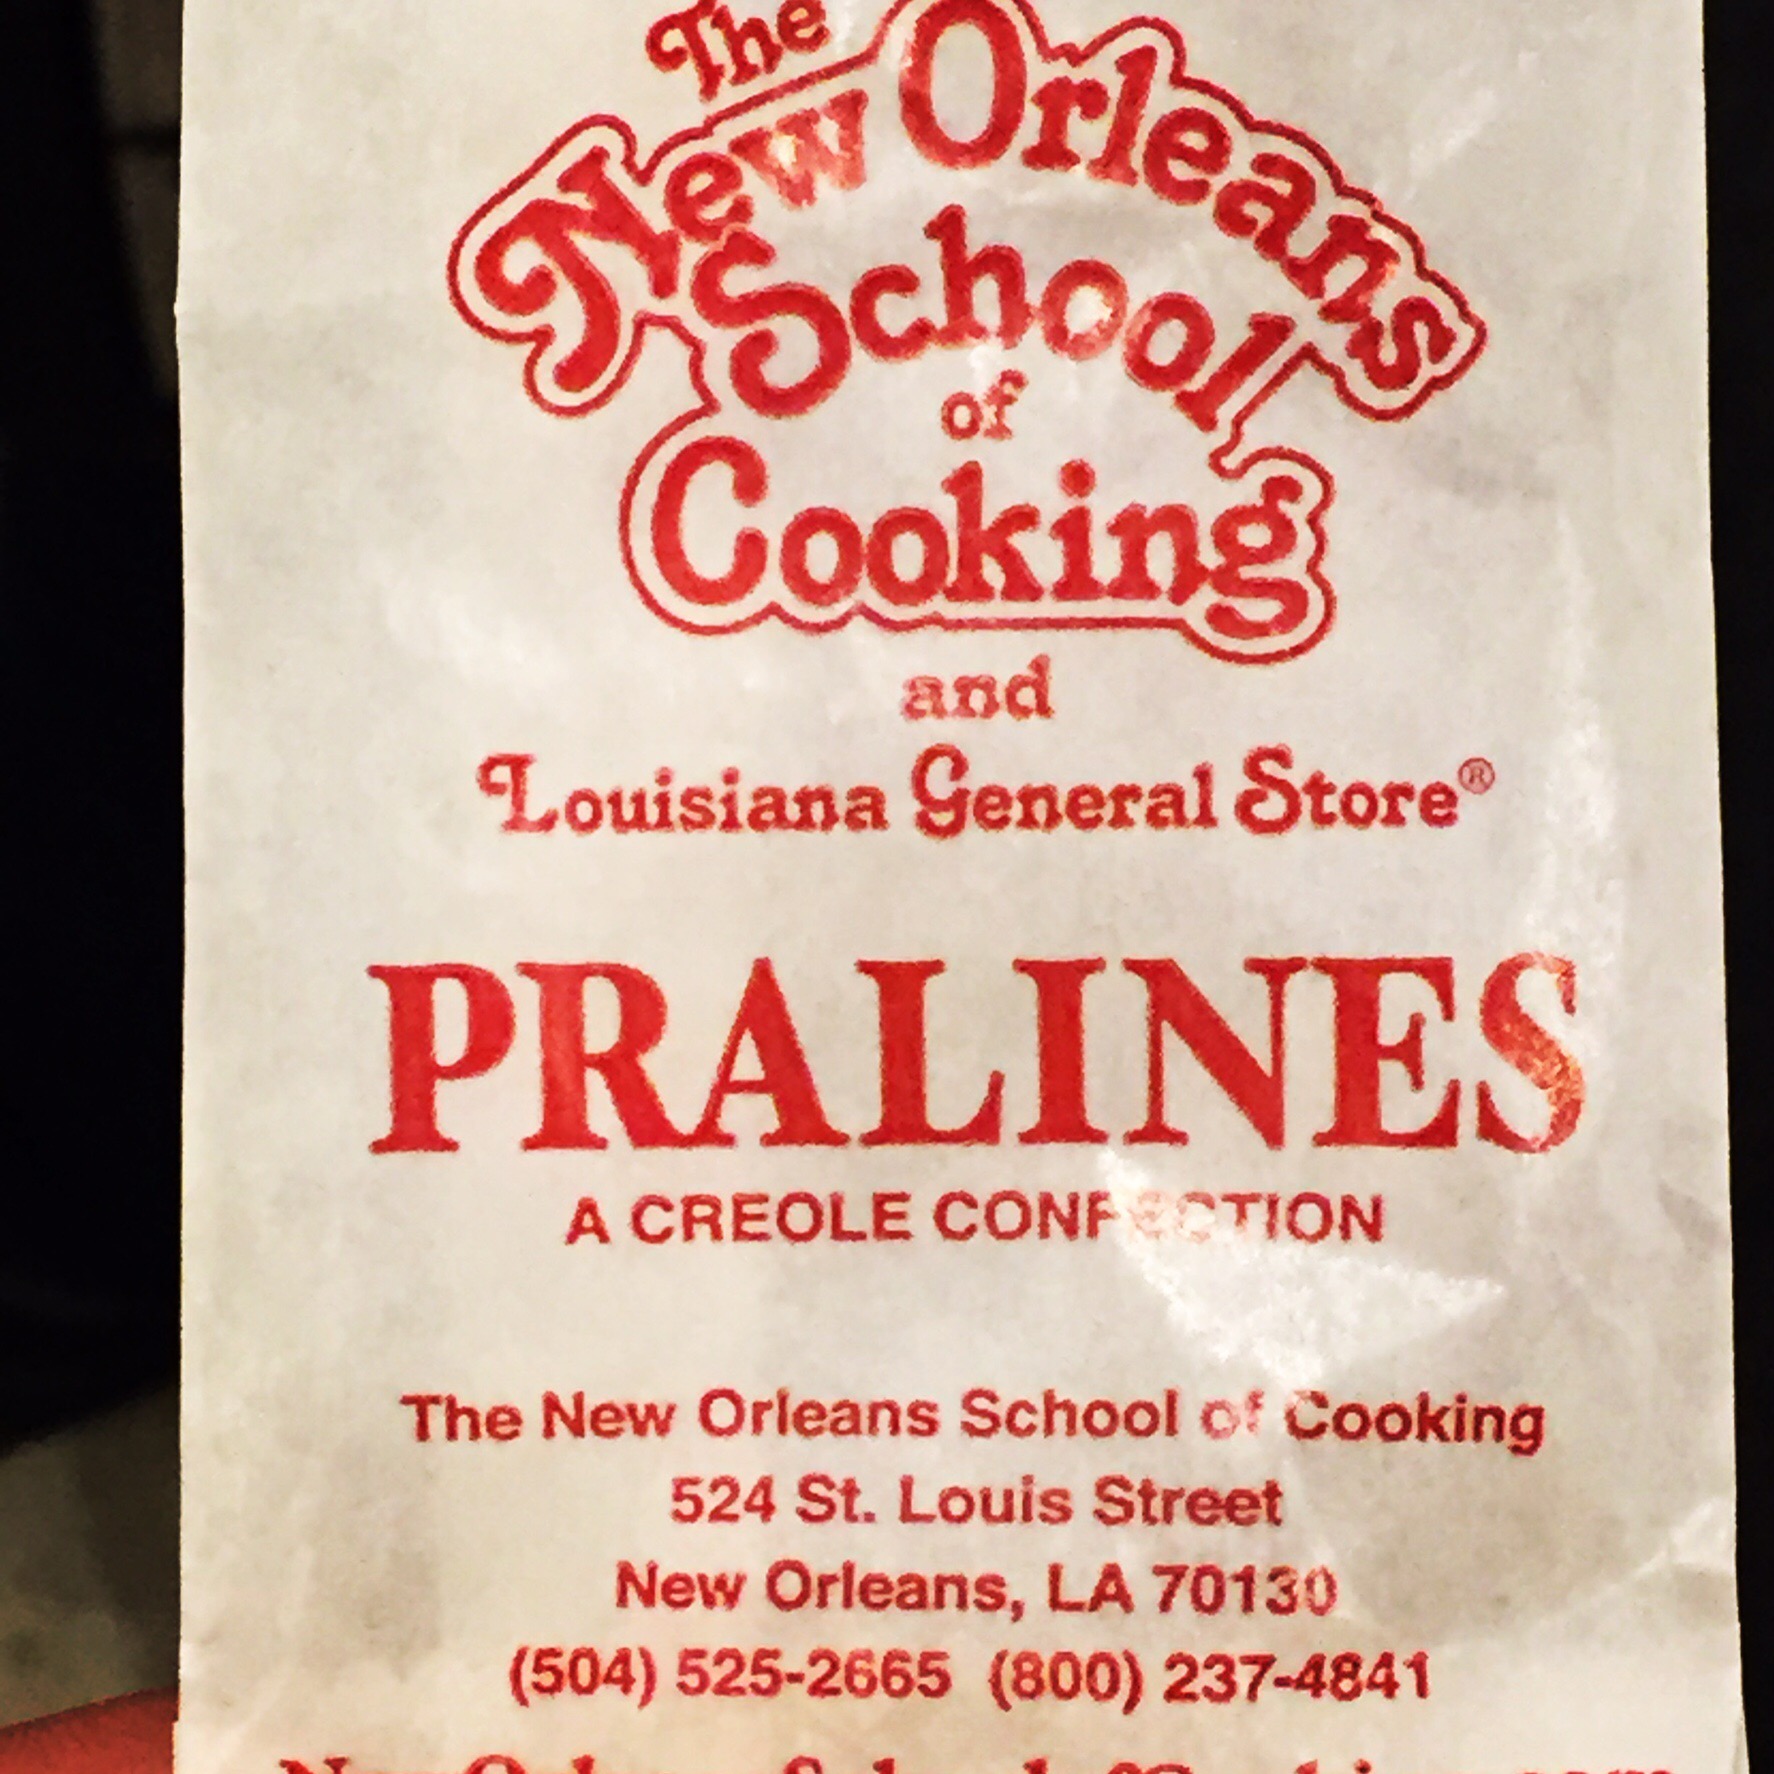 The
New Orleans
School
of
Cooking
and
Louisiana General Store®
PRALINES
A CREOLE CONFECTION
The New Orleans School of Cooking
524 St. Louis Street
New Orleans, LA 70130
(504) 525-2665 (800) 237-4841